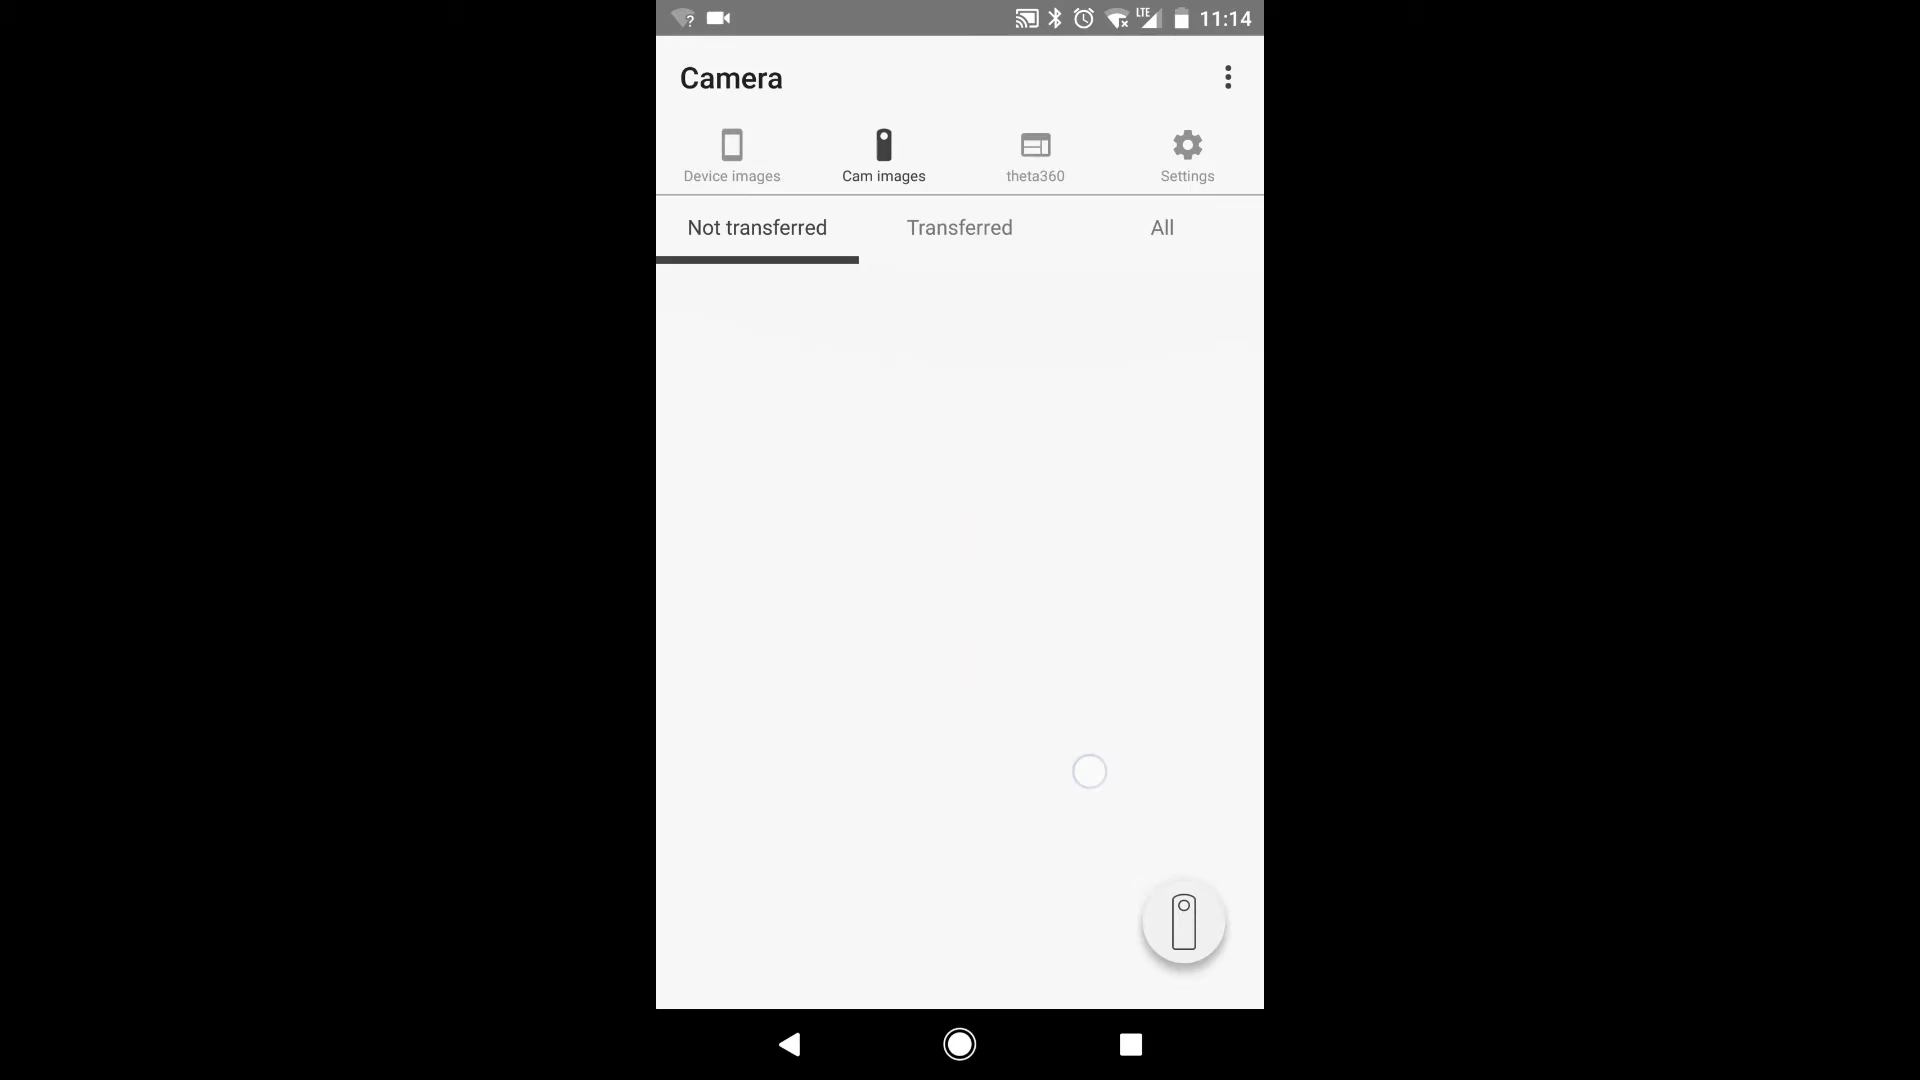 LTE 11:14
Camera
Device images Cam images theta360 Settings
Not transferred Transferred All